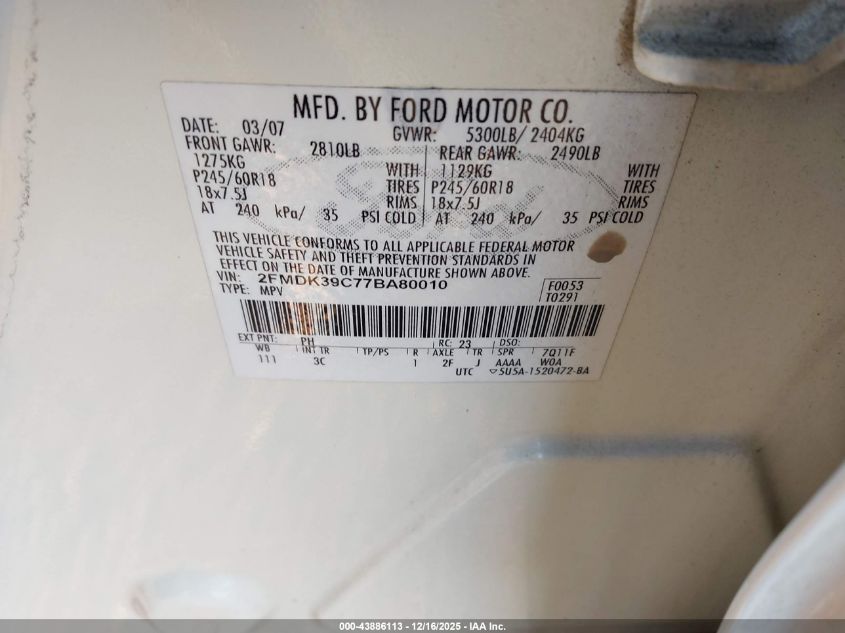 MFD. BY FORD MOTOR CO.
DATE: 03/07 GVWR: 5300LB/ 2404KG
FRONT GAWR: 2810LB REAR GAWR: 2490LB
1275KG WITH 1129KG WITH
P245/60R18 TIRES P245/60R18 TIRES
18x7.5J RIMS 18x7.5J RIMS
AT 240 kPa/ 35 PSI COLD AT 240 kPa/ 35 PSI COLD
THIS VEHICLE CONFORMS TO ALL APPLICABLE FEDERAL MOTOR
VEHICLE SAFETY AND THEFT PREVENTION STANDARDS IN
EFFECT ON THE DATE OF MANUFACTURE SHOWN ABOVE.
VIN: 2FMDK39C77BA80010 F0053
TYPE: MPV T0291
EXT PNT: PH RC: 23 DSO:
WB INT TR TP/PS R AXLE TR SPR 7Q11F
111 3C 1 2F J AAAA W0A
UTC ▽5U5A-1520472-BA
000-43886113 - 12/16/2025 - IAA Inc.